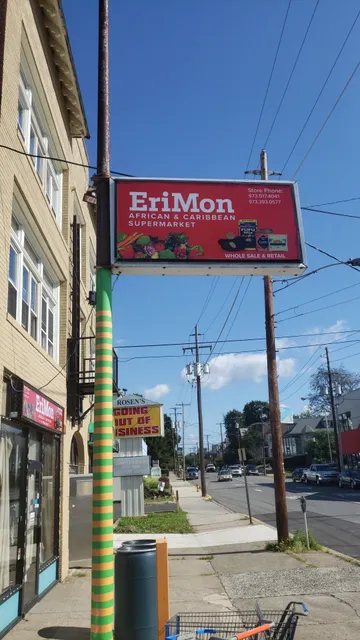 EriMon
AFRICAN & CARIBBEAN
SUPERMARKET
Store Phone:
WHOLE SALE & RETAIL
ROSEN'S
GOING
OUT OF
BUSINESS
EriMon